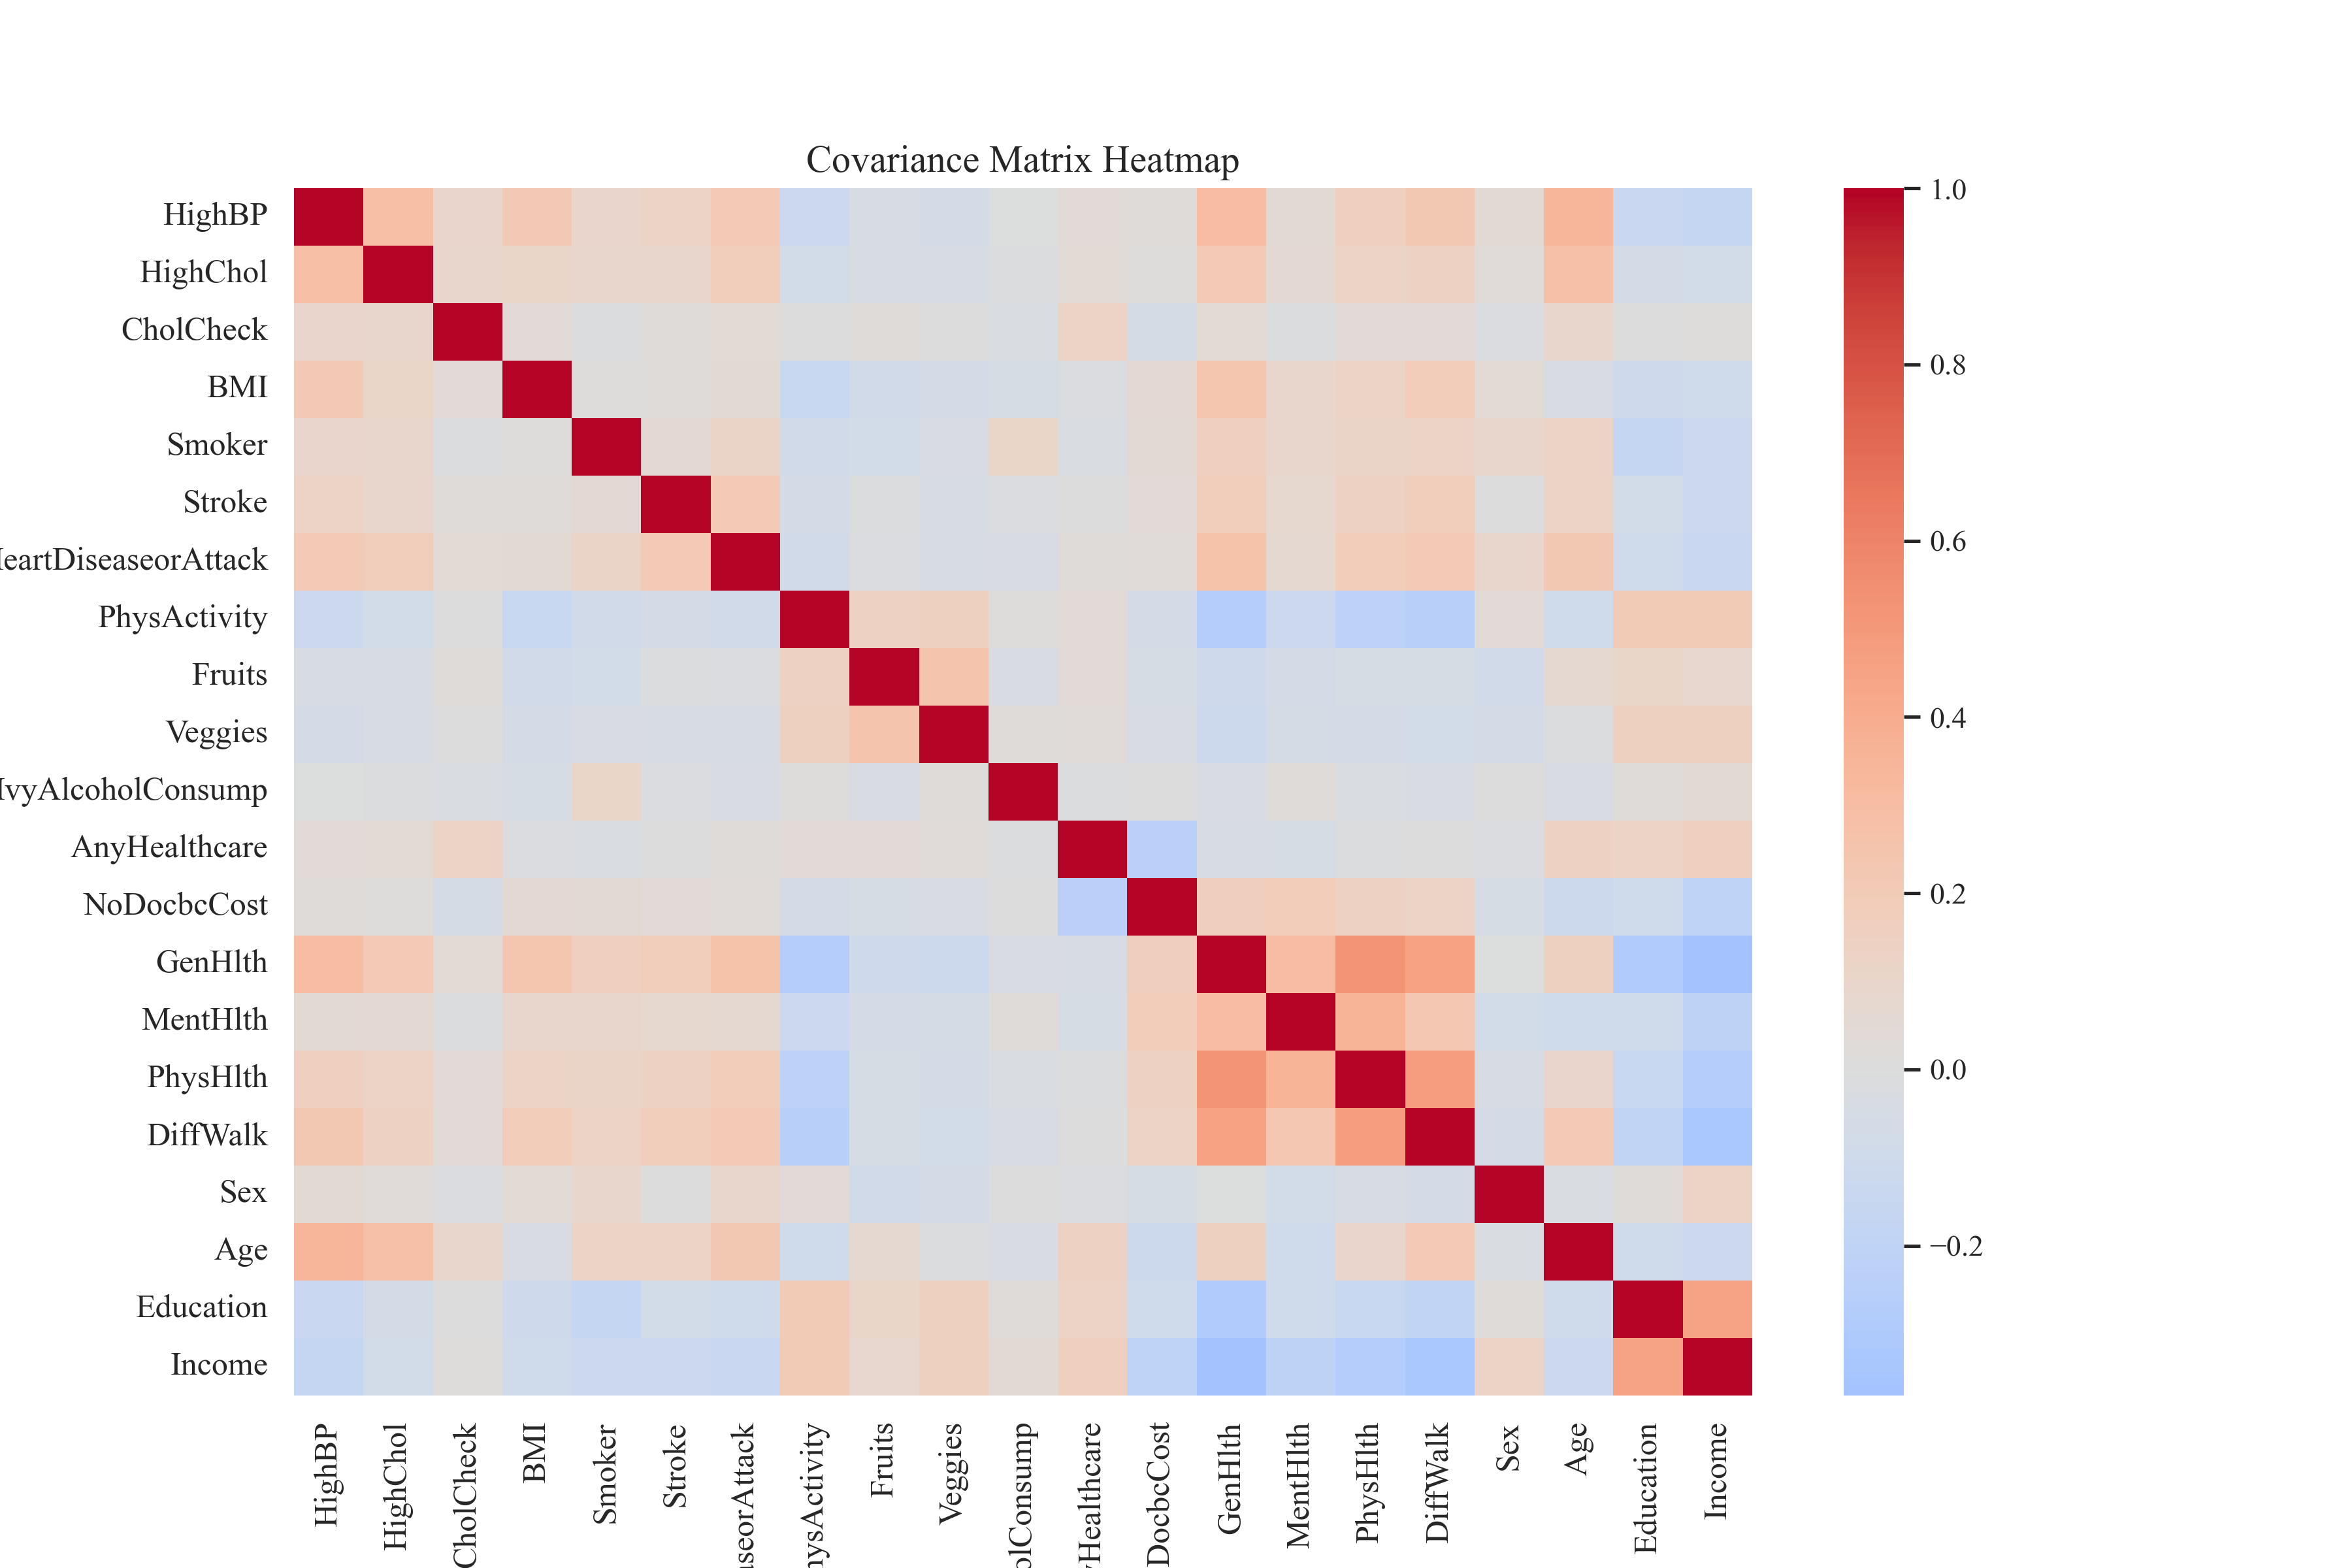 Covariance Matrix Heatmap
HighBP
HighChol
CholCheck
BMI
Smoker
Stroke
eartDiseaseorAttack
PhysActivity
Fruits
Veggies
vyAlcoholConsump
AnyHealthcare
NoDocbcCost
GenHlth
MentHlth
PhysHlth
DiffWalk
Sex
Age
Education
Income
HighBP
HighChol
CholCheck
BMI
Smoker
Stroke
seorAttack
ysActivity
Fruits
Veggies
olConsump
Healthcare
DocbcCost
GenHlth
MentHlth
PhysHlth
DiffWalk
Sex
Age
Education
Income
1.0
0.8
0.6
0.4
0.2
0.0
−0.2